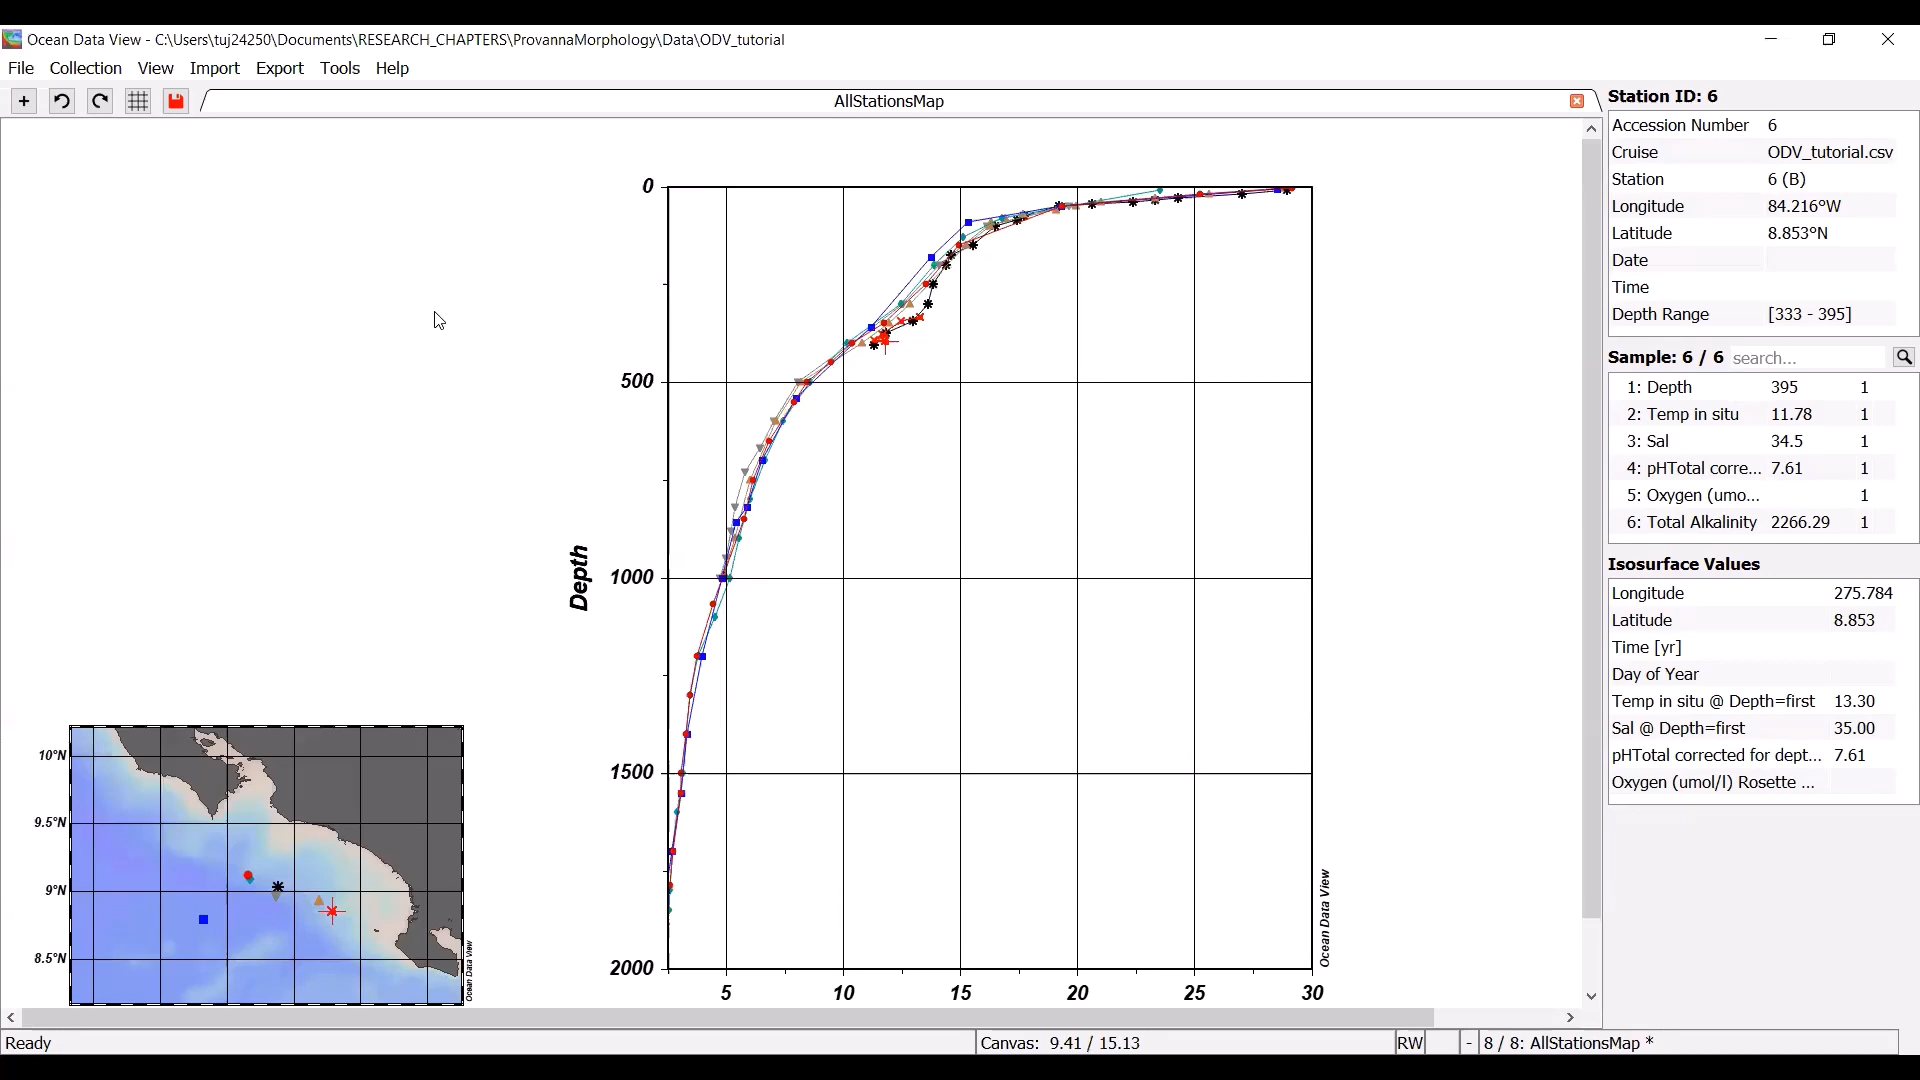 Ocean Data View - C:\Users\tuj24250\Documents\RESEARCH_CHAPTERS\ProvannaMorphology\Data\ODV_tutorial
File Collection View Import Export Tools Help
AllStationsMap
0
500
1000
1500
2000
Depth
5 10 15 20 25 30
Ocean Data View
10°N
9.5°N
9°N
8.5°N
Ocean Data View
Station ID: 6
Accession Number 6
Cruise ODV_tutorial.csv
Station 6 (B)
Longitude 84.216°W
Latitude 8.853°N
Date
Time
Depth Range [333 - 395]
Sample: 6 / 6 search...
1: Depth 395 1
2: Temp in situ 11.78 1
3: Sal 34.5 1
4: pHTotal corre... 7.61 1
5: Oxygen (umo... 1
6: Total Alkalinity 2266.29 1
Isosurface Values
Longitude 275.784
Latitude 8.853
Time [yr]
Day of Year
Temp in situ @ Depth=first 13.30
Sal @ Depth=first 35.00
pHTotal corrected for dept... 7.61
Oxygen (umol/l) Rosette ...
Ready
Canvas: 9.41 / 15.13
RW
- 8 / 8: AllStationsMap *